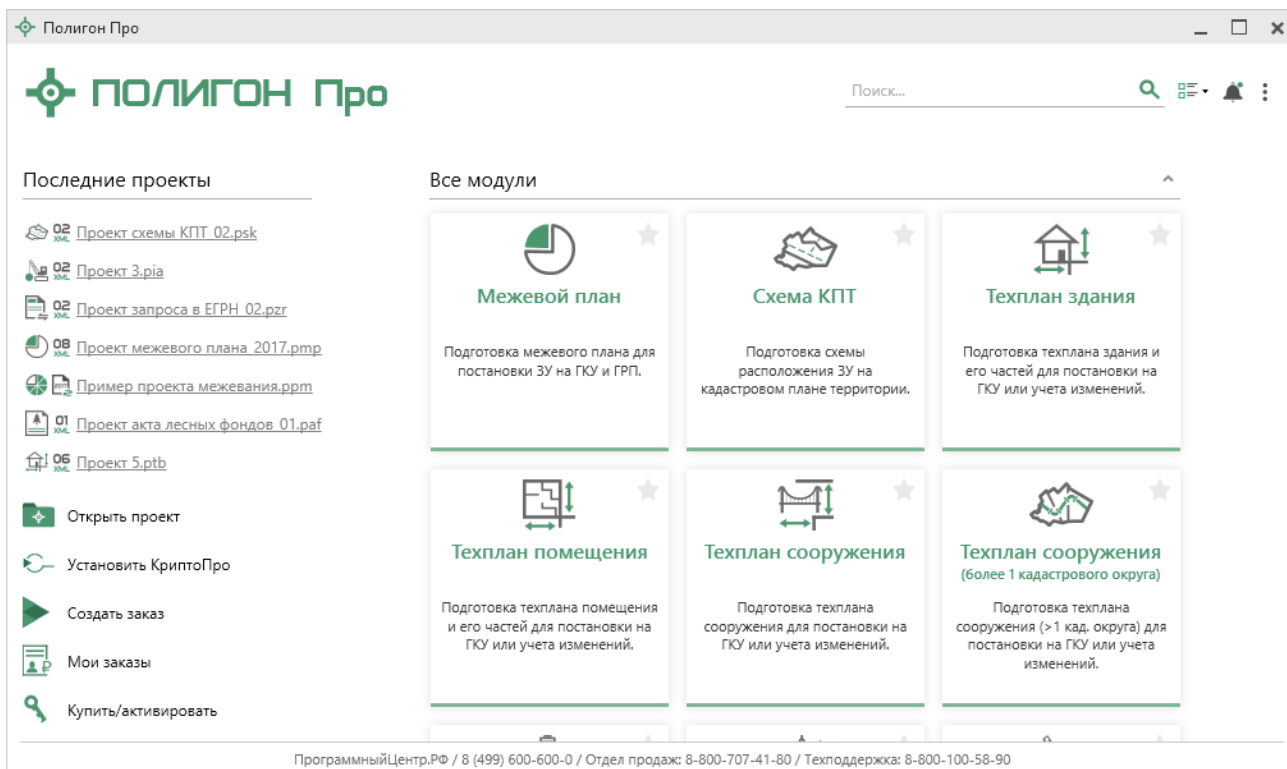 Полигон Про
ПОЛИГОН Про
Поиск...
Последние проекты
02 XML Проект схемы КПТ_02.psk
02 XML Проект 3.pia
02 XML Проект запроса в ЕГРН_02.pzr
08 XML Проект межевого плана_2017.pmp
Пример проекта межевания.ppm
01 XML Проект акта лесных фондов_01.paf
06 XML Проект 5.ptb
Открыть проект
Установить КриптоПро
Создать заказ
Мои заказы
Купить/активировать
Все модули
Межевой план
Подготовка межевого плана для
постановки ЗУ на ГКУ и ГРП.
Схема КПТ
Подготовка схемы
расположения ЗУ на
кадастровом плане территории.
Техплан здания
Подготовка техплана здания и
его частей для постановки на
ГКУ или учета изменений.
Техплан помещения
Подготовка техплана помещения
и его частей для постановки на
ГКУ или учета изменений.
Техплан сооружения
Подготовка техплана
сооружения для постановки на
ГКУ или учета изменений.
Техплан сооружения
(более 1 кадастрового округа)
Подготовка техплана
сооружения (>1 кад. округа) для
постановки на ГКУ или учета
изменений.
ПрограммныйЦентр.РФ / 8 (499) 600-600-0 / Отдел продаж: 8-800-707-41-80 / Техподдержка: 8-800-100-58-90